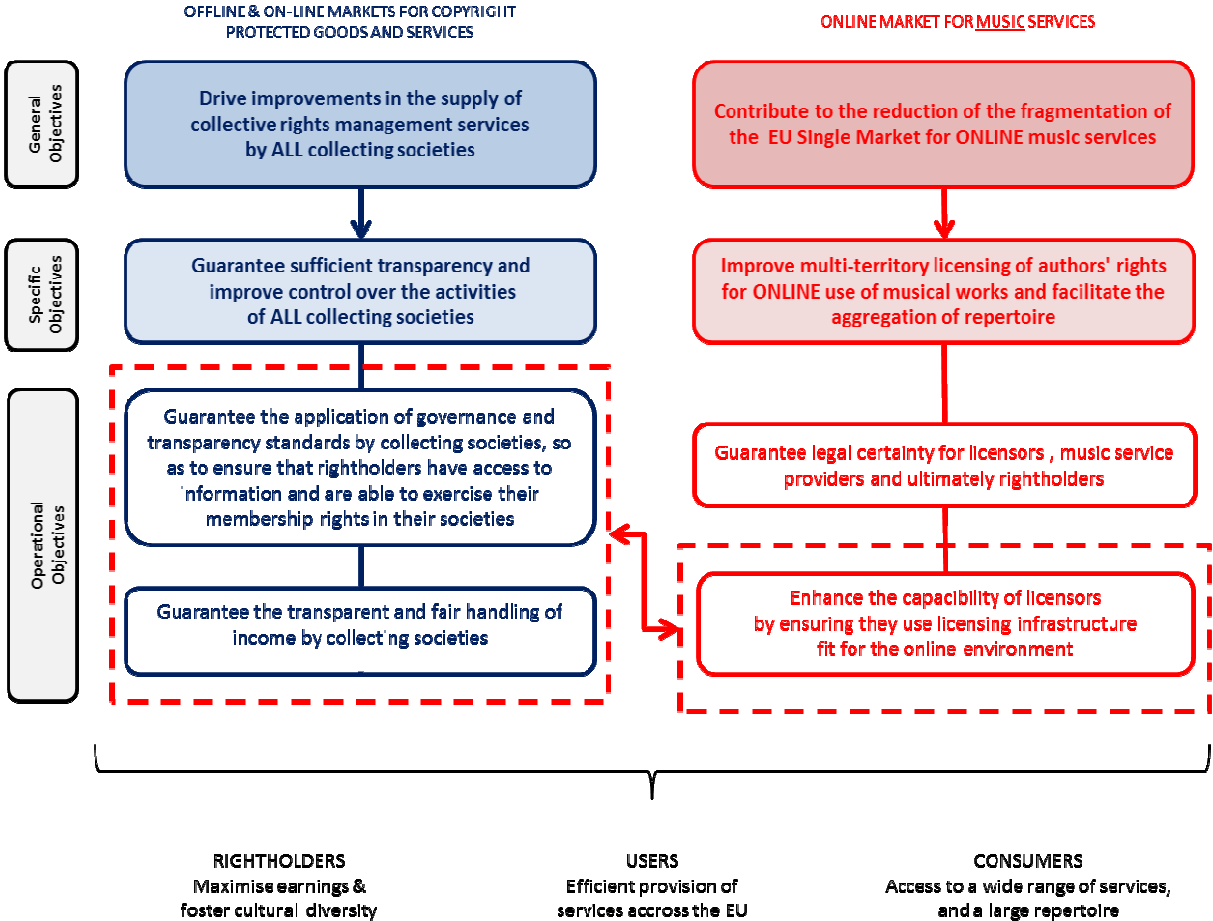 OFFLINE & ON-LINE MARKETS FOR COPYRIGHT
PROTECTED GOODS AND SERVICES
ONLINE MARKET FOR MUSIC SERVICES
General
Objectives
Drive improvements in the supply of
collective rights management services
by ALL collecting societies
Contribute to the reduction of the fragmentation of
the EU Single Market for ONLINE music services
Specific
Objectives
Guarantee sufficient transparency and
improve control over the activities
of ALL collecting societies
Improve multi-territory licensing of authors' rights
for ONLINE use of musical works and facilitate the
aggregation of repertoire
Operational
Objectives
Guarantee the application of governance and
transparency standards by collecting societies, so
as to ensure that rightholders have access to
information and are able to exercise their
membership rights in their societies
Guarantee legal certainty for licensors , music service
providers and ultimately rightholders
Guarantee the transparent and fair handling of
income by collecting societies
Enhance the capacibility of licensors
by ensuring they use licensing infrastructure
fit for the online environment
RIGHTHOLDERS
Maximise earnings &
foster cultural diversity
USERS
Efficient provision of
services accross the EU
CONSUMERS
Access to a wide range of services,
and a large repertoire